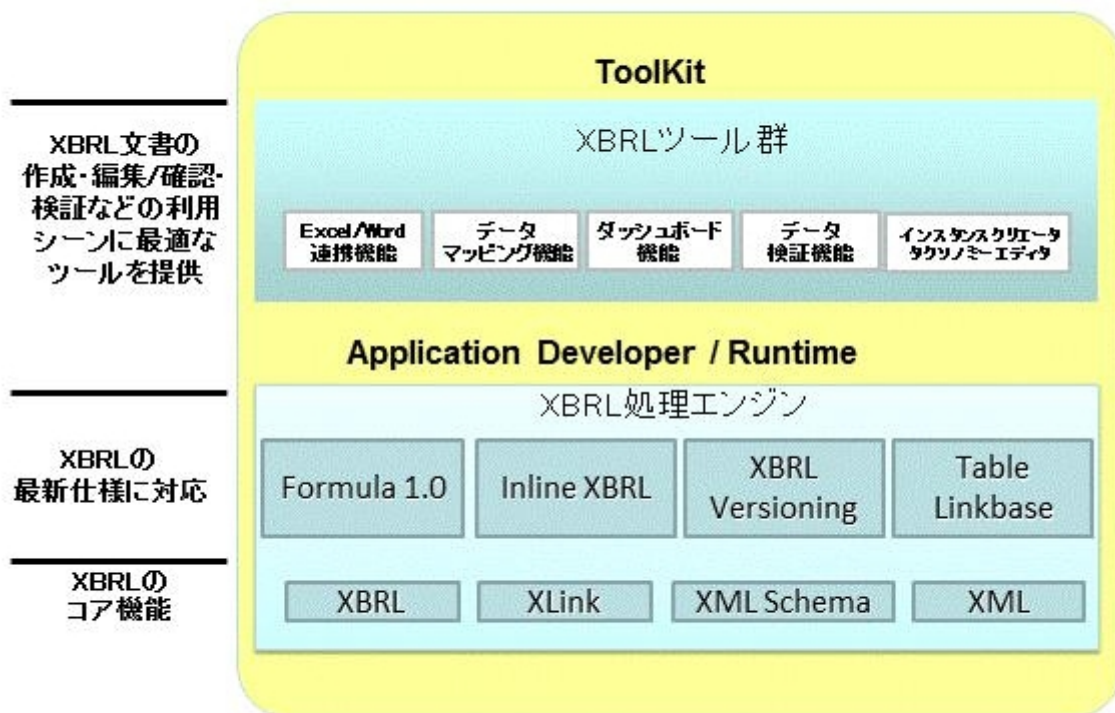 ToolKit
XBRL文書の
作成・編集/確認・
検証などの利用
シーンに最適な
ツールを提供
XBRLツール群
Excel/Word
連携機能
データ
マッピング機能
ダッシュボード
機能
データ
検証機能
インスタンスクリエータ
タクソノミーエディタ
Application Developer / Runtime
XBRL処理エンジン
XBRLの
最新仕様に対応
Formula 1.0
Inline XBRL
XBRL
Versioning
Table
Linkbase
XBRLの
コア機能
XBRL
XLink
XML Schema
XML